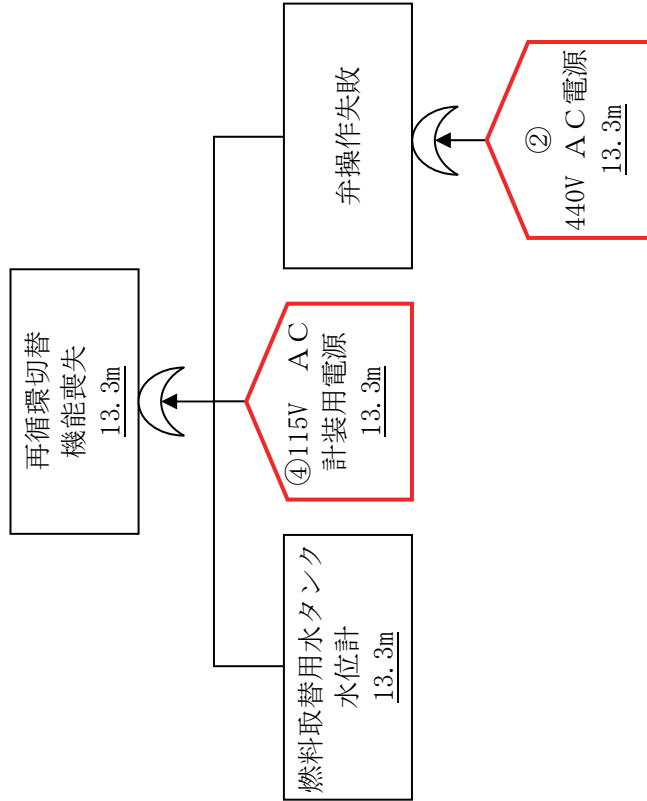 再循環切替
機能喪失
13.3m
燃料取替用水タンク
水位計
13.3m
④115V AC
計装用電源
13.3m
弁操作失敗
②
440V AC電源
13.3m